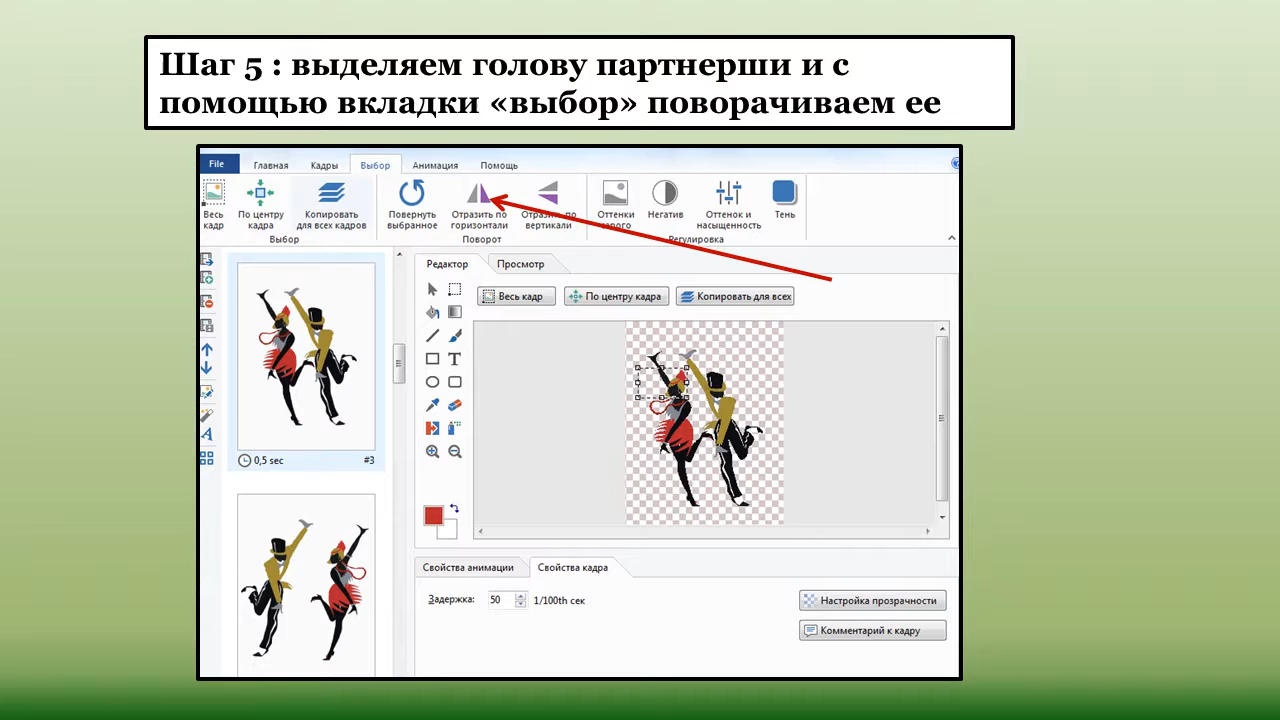 Шаг 5 : выделяем голову партнерши и с
помощью вкладки «выбор» поворачиваем ее
File Главная Кадры Выбор Анимация Помощь
Весь кадр
По центру кадра
Копировать для всех кадров
Повернуть выбранное
Отразить по горизонтали
Отразить по вертикали
Оттенки серого
Негатив
Оттенок и насыщенность
Тень
Выбор Поворот Регулировка
Редактор Просмотр
Весь кадр По центру кадра Копировать для всех
T
A
0,5 sec #3
Свойства анимации Свойства кадра
Задержка: 50 1/100th сек
Настройка прозрачности
Комментарий к кадру